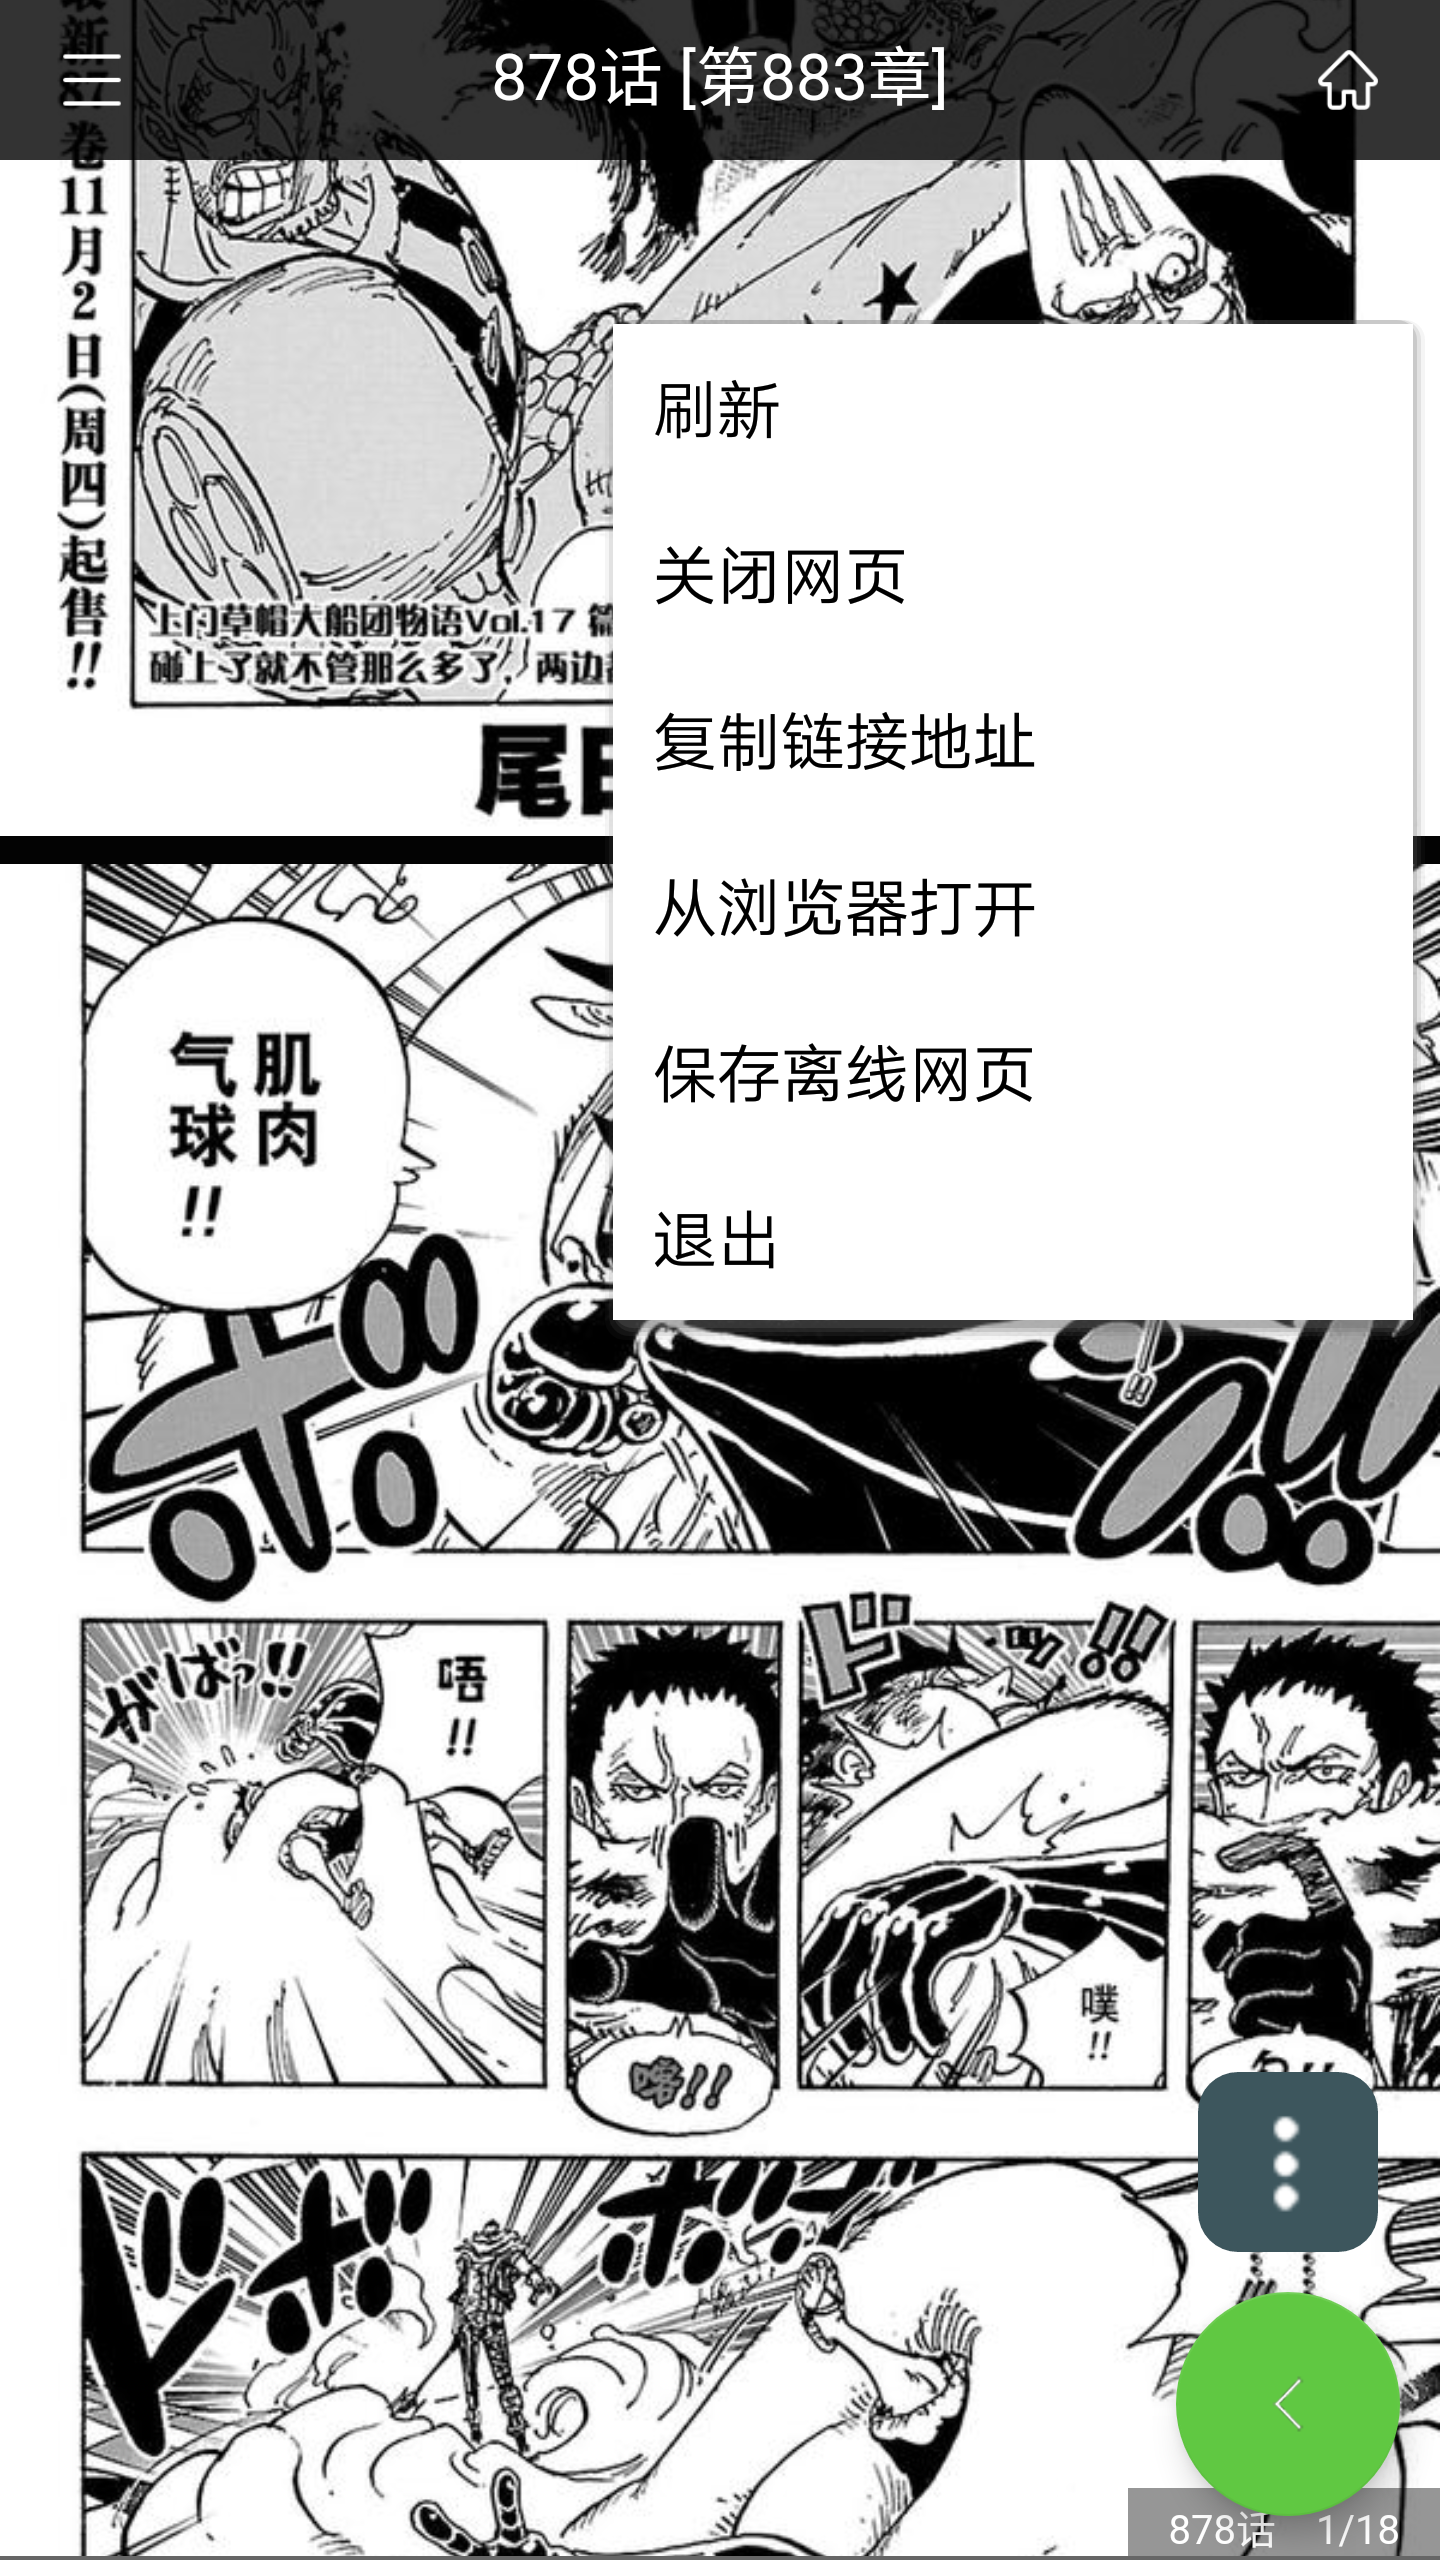 878话 [第883章]
新
卷11月2日(周四)起售!!
上门草帽大船团物语Vol.17 篇
碰上了就不管那么多了，两边
尾
刷新
关闭网页
复制链接地址
从浏览器打开
保存离线网页
退出
肌肉
气球!!
がばっ!!
唔!!
ドッ!!
噗!!
878话 1/18